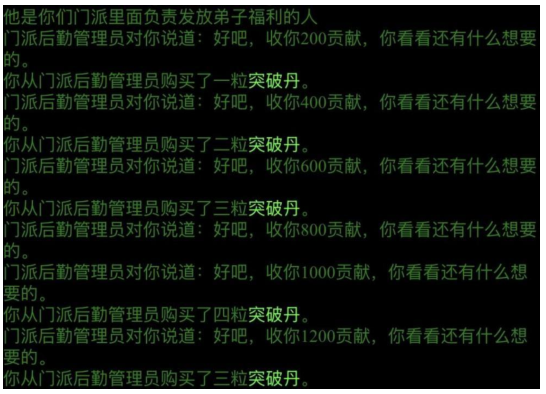 他是你们门派里面负责发放弟子福利的人
门派后勤管理员对你说道：好吧，收你200贡献，你看看还有什么想要
的。
你从门派后勤管理员购买了一粒突破丹。
门派后勤管理员对你说道：好吧，收你400贡献，你看看还有什么想要
的。
你从门派后勤管理员购买了二粒突破丹。
门派后勤管理员对你说道：好吧，收你600贡献，你看看还有什么想要
的。
你从门派后勤管理员购买了三粒突破丹。
门派后勤管理员对你说道：好吧，收你800贡献，你看看还有什么想要
的。
门派后勤管理员对你说道：好吧，收你1000贡献，你看看还有什么想
要的。
你从门派后勤管理员购买了四粒突破丹。
门派后勤管理员对你说道：好吧，收你1200贡献，你看看还有什么想
要的。
你从门派后勤管理员购买了三粒突破丹。